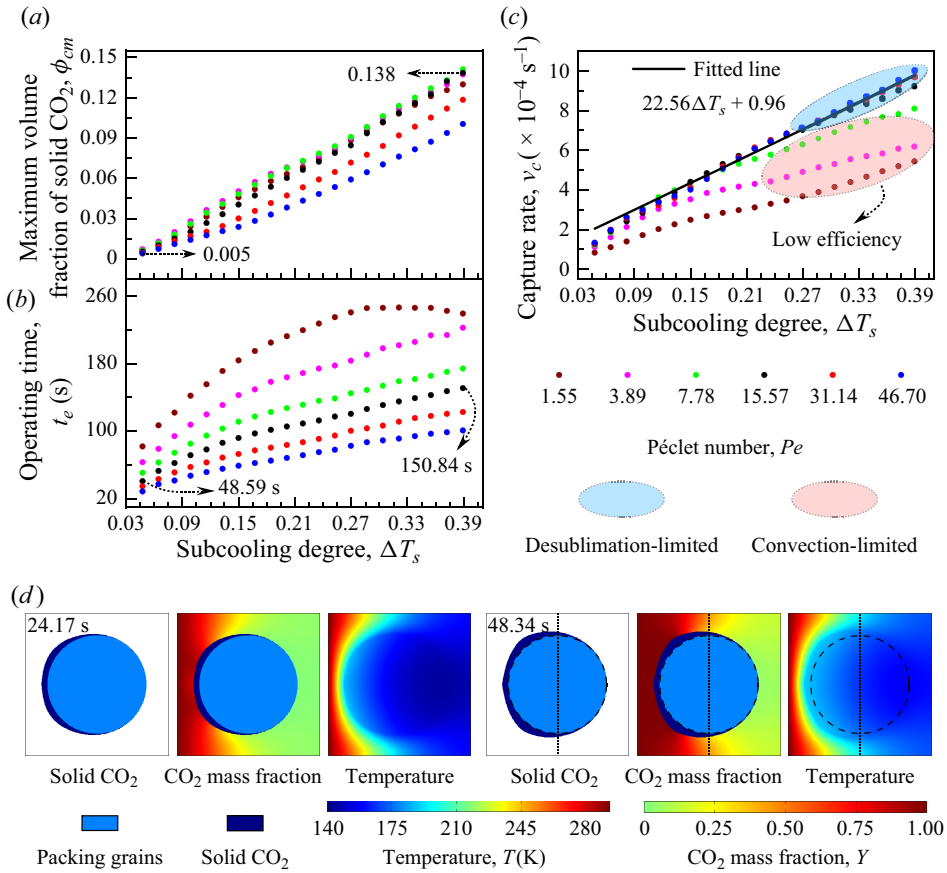 (a)
Maximum volume
fraction of solid CO2, ϕcm
0.15
0.12
0.09
0.06
0.03
0
0.138
0.005
(b)
Operating time,
te (s)
260
180
100
20
48.59 s
150.84 s
0.03 0.09 0.15 0.21 0.27 0.33 0.39
Subcooling degree, ΔTs
(c)
Capture rate, vc( × 10−4 s−1)
10
8
6
4
2
0
Fitted line
22.56ΔTs + 0.96
Low efficiency
0.03 0.09 0.15 0.21 0.27 0.33 0.39
Subcooling degree, ΔTs
1.55 3.89 7.78 15.57 31.14 46.70
Péclet number, Pe
Desublimation-limited Convection-limited
(d)
24.17 s 48.34 s
Solid CO2 CO2 mass fraction Temperature Solid CO2 CO2 mass fraction Temperature
Packing grains Solid CO2
140 175 210 245 280
Temperature, T(K)
0 0.25 0.50 0.75 1.00
CO2 mass fraction, Y